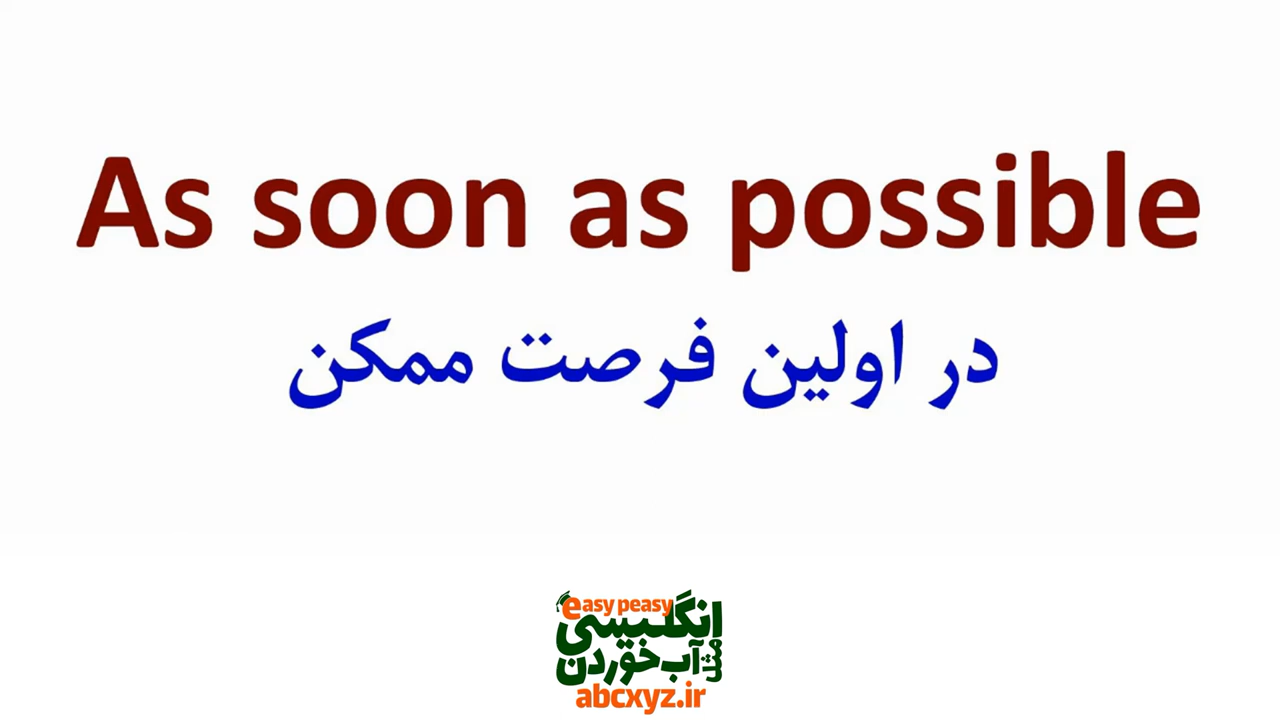 As soon as possible
در اولین فرصت ممکن
easy peasy
انگلیسی
مثل آب خوردن
abcxyz.ir